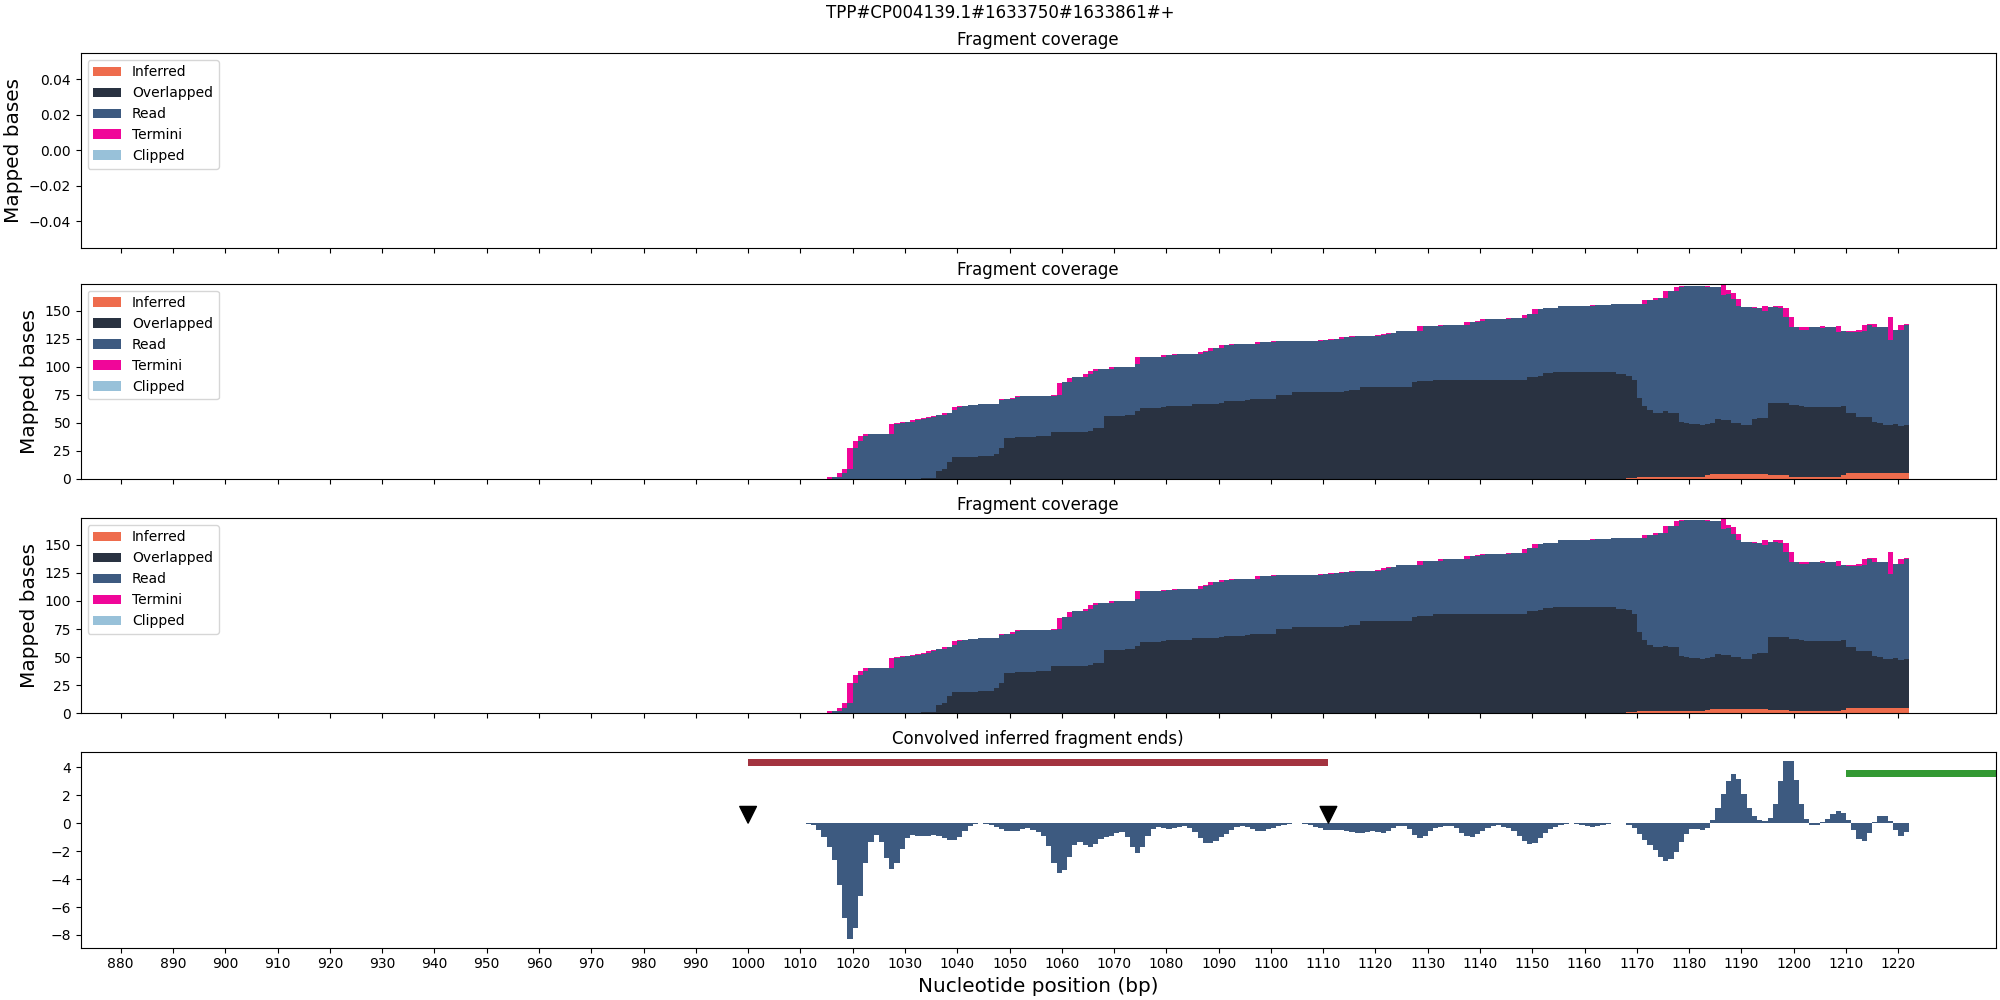 TPP#CP004139.1#1633750#1633861#+
Fragment coverage
Mapped bases
0.04
0.02
0.00
−0.02
−0.04
Inferred
Overlapped
Read
Termini
Clipped
Fragment coverage
Mapped bases
150
125
100
75
50
25
0
Inferred
Overlapped
Read
Termini
Clipped
Fragment coverage
Mapped bases
150
125
100
75
50
25
0
Inferred
Overlapped
Read
Termini
Clipped
Convolved inferred fragment ends)
4
2
0
−2
−4
−6
−8
880 890 900 910 920 930 940 950 960 970 980 990 1000 1010 1020 1030 1040 1050 1060 1070 1080 1090 1100 1110 1120 1130 1140 1150 1160 1170 1180 1190 1200 1210 1220
Nucleotide position (bp)